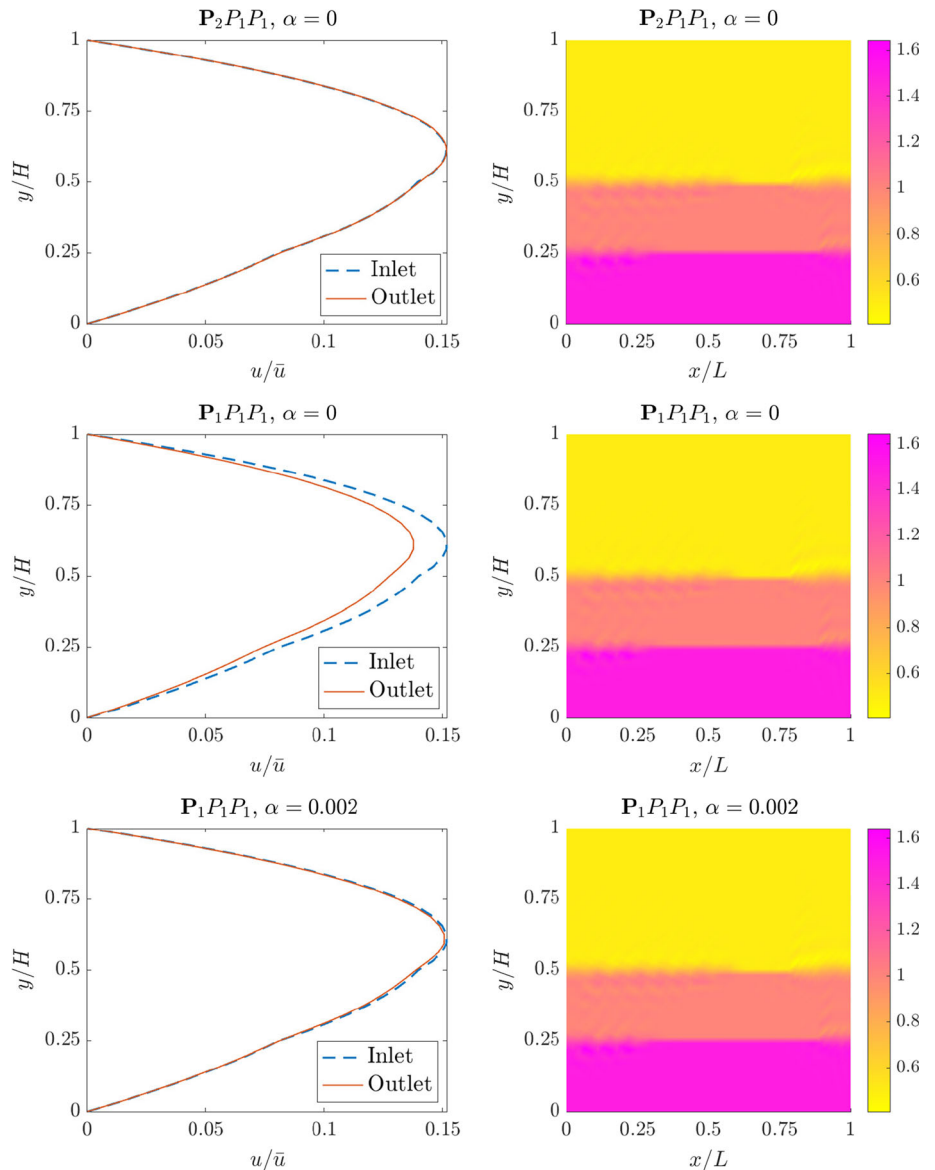 P₂P₁P₁, α = 0
1
0.75
0.5
0.25
0
y/H
0 0.05 0.1 0.15
u/ū
Inlet
Outlet
P₂P₁P₁, α = 0
1
0.75
0.5
0.25
0
y/H
0 0.25 0.5 0.75 1
x/L
1.6
1.4
1.2
1
0.8
0.6
P₁P₁P₁, α = 0
1
0.75
0.5
0.25
0
y/H
0 0.05 0.1 0.15
u/ū
Inlet
Outlet
P₁P₁P₁, α = 0
1
0.75
0.5
0.25
0
y/H
0 0.25 0.5 0.75 1
x/L
1.6
1.4
1.2
1
0.8
0.6
P₁P₁P₁, α = 0.002
1
0.75
0.5
0.25
0
y/H
0 0.05 0.1 0.15
u/ū
Inlet
Outlet
P₁P₁P₁, α = 0.002
1
0.75
0.5
0.25
0
y/H
0 0.25 0.5 0.75 1
x/L
1.6
1.4
1.2
1
0.8
0.6